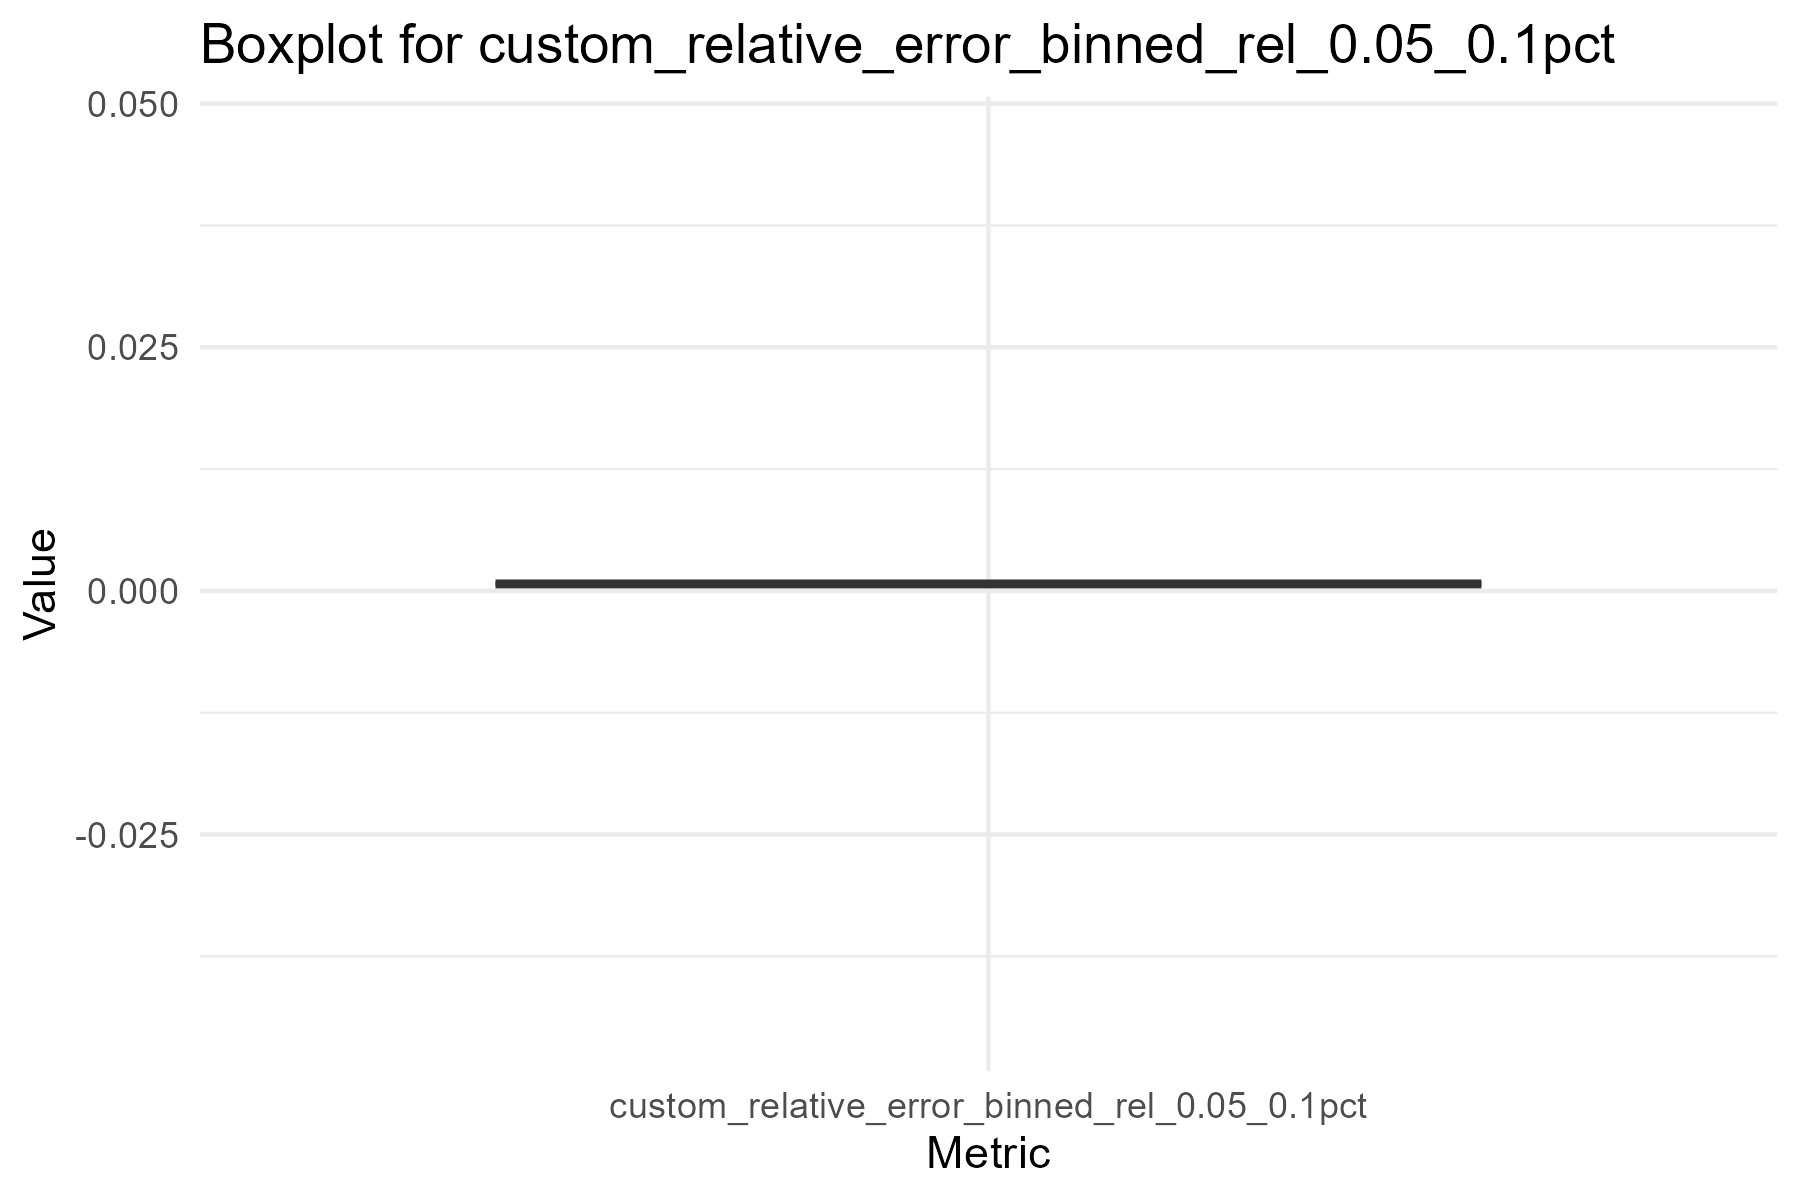 Boxplot for custom_relative_error_binned_rel_0.05_0.1pct
0.050
0.025
0.000
-0.025
Value
custom_relative_error_binned_rel_0.05_0.1pct
Metric